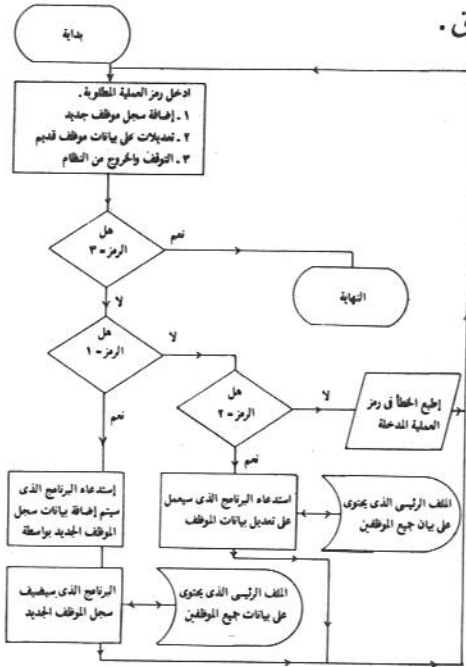 ق .
بداية
ادخل رمز العملية المطلوبة .
١ ـ إضافة سجل موظف جديد
٢ ـ تعديلات على بيانات موظف قديم
٣ ـ التوقف والخروج من النظام
هل
الرمز = ٣
نعم
لا
النهاية
هل
الرمز = ١
لا
نعم
هل
الرمز = ٢
لا
نعم
إطبع الخطأ فى رمز
العملية المدخلة
إستدعاء البرنامج الذى
سيتم إضافة بيانات سجل
الموظف الجديد بواسطة
استدعاء البرنامج الذى سيعمل
على تعديل بيانات الموظف
الملف الرئيسى الذى يحتوى
على بيان جميع الموظفين
البرنامج الذى سيضيف
سجل الموظف الجديد
الملف الرئيسى الذى يحتوى
على بيانات جميع الموظفين